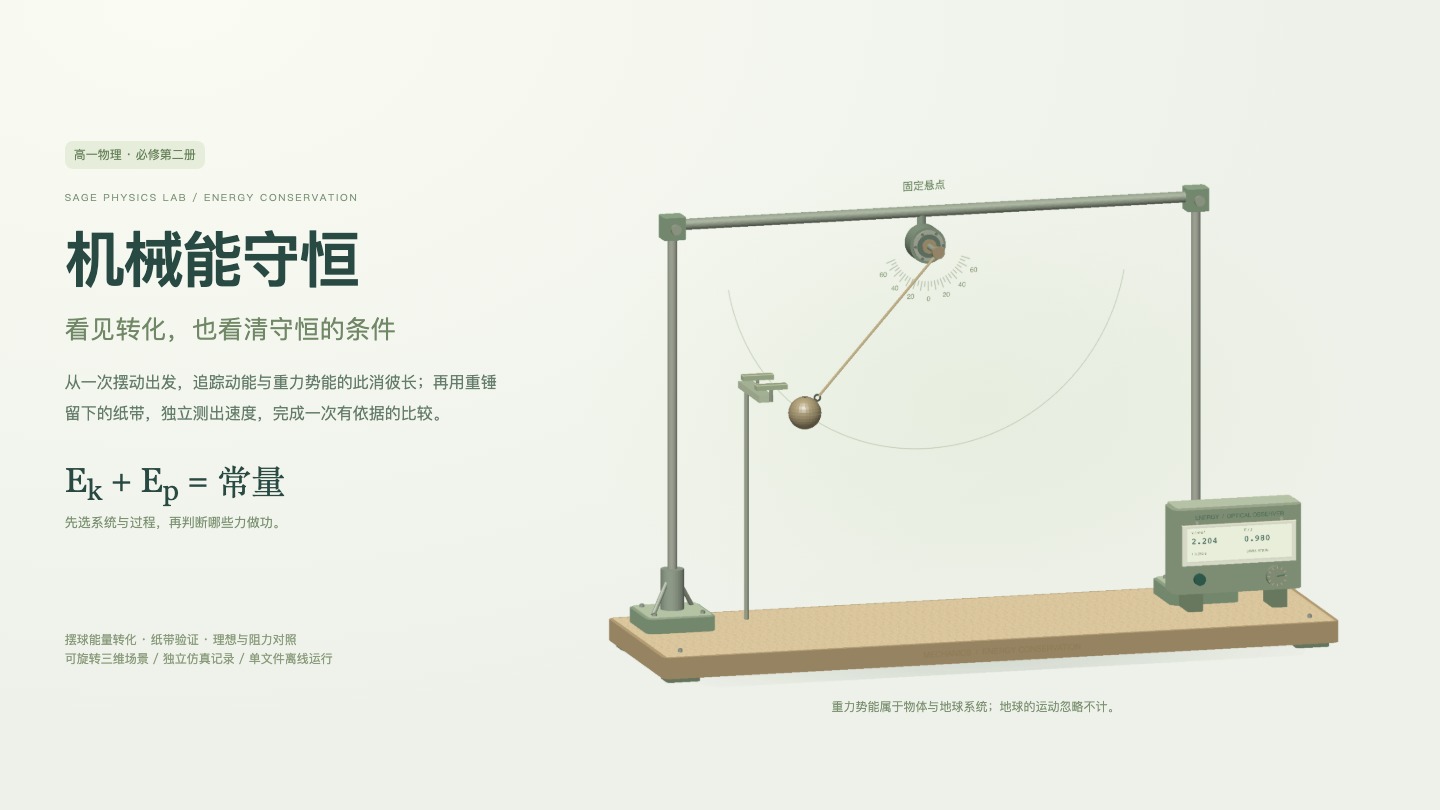 高一物理 · 必修第二册
SAGE PHYSICS LAB / ENERGY CONSERVATION
机械能守恒
看见转化，也看清守恒的条件
从一次摆动出发，追踪动能与重力势能的此消彼长；再用重锤
留下的纸带，独立测出速度，完成一次有依据的比较。
Ek + Ep = 常量
先选系统与过程，再判断哪些力做功。
摆球能量转化 · 纸带验证 · 理想与阻力对照
可旋转三维场景 / 独立仿真记录 / 单文件离线运行
固定悬点
60 40 20 0 20 40 60
2.204 0.980
重力势能属于物体与地球系统；地球的运动忽略不计。